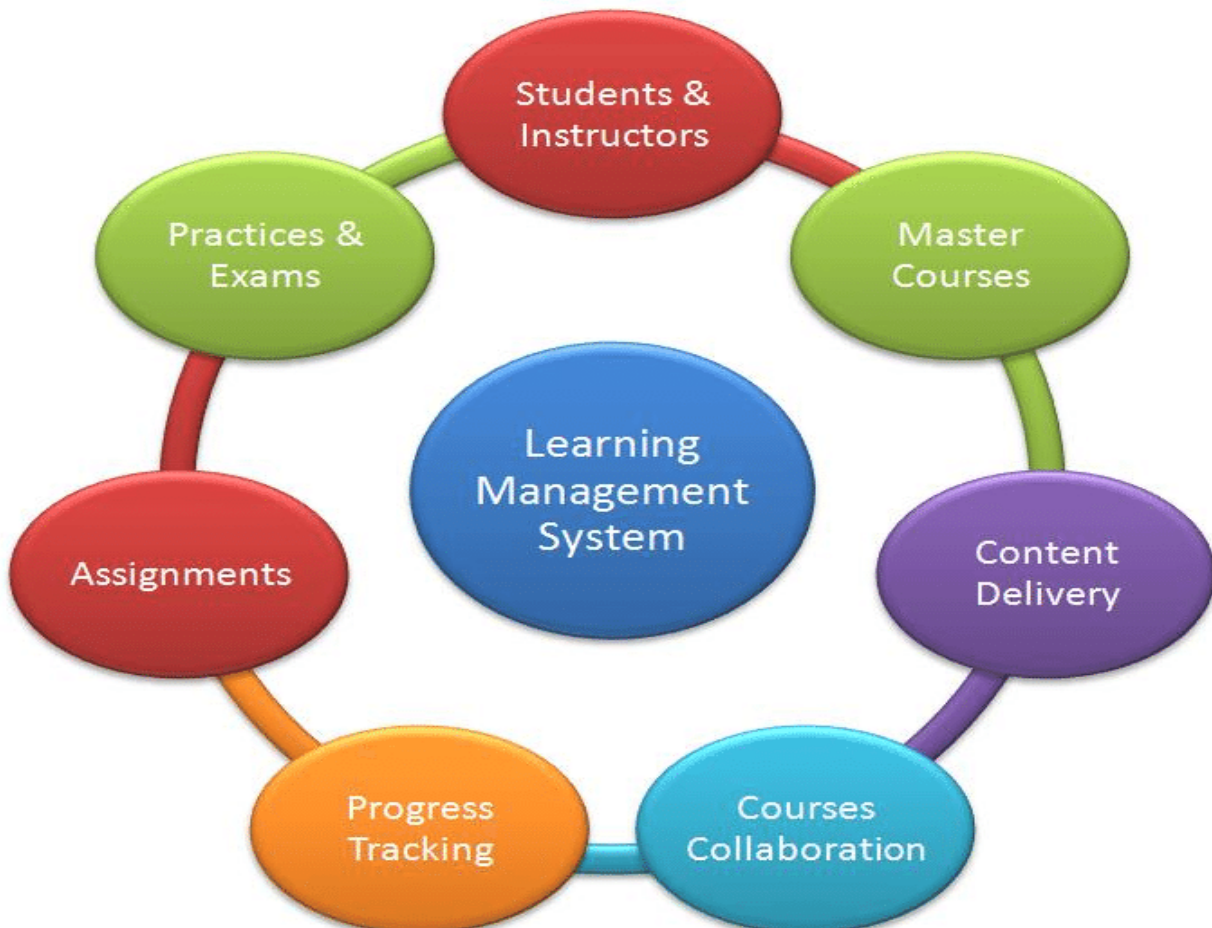 Students &
Instructors
Master
Courses
Content
Delivery
Courses
Collaboration
Progress
Tracking
Assignments
Practices &
Exams
Learning
Management
System